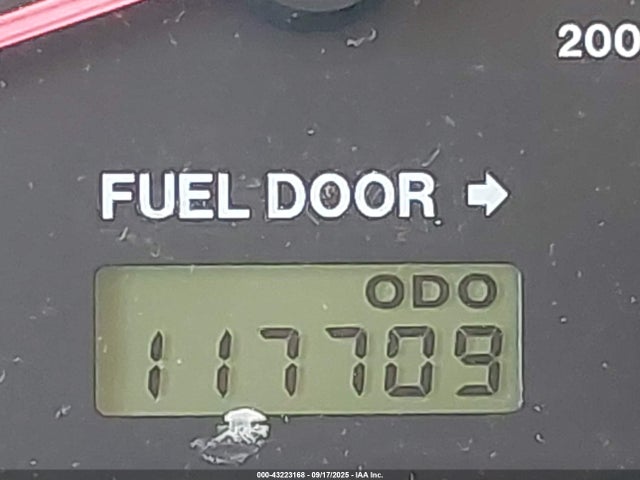 200
FUEL DOOR →
ODO
117709
000-43223168 - 09/17/2025 - IAA Inc.